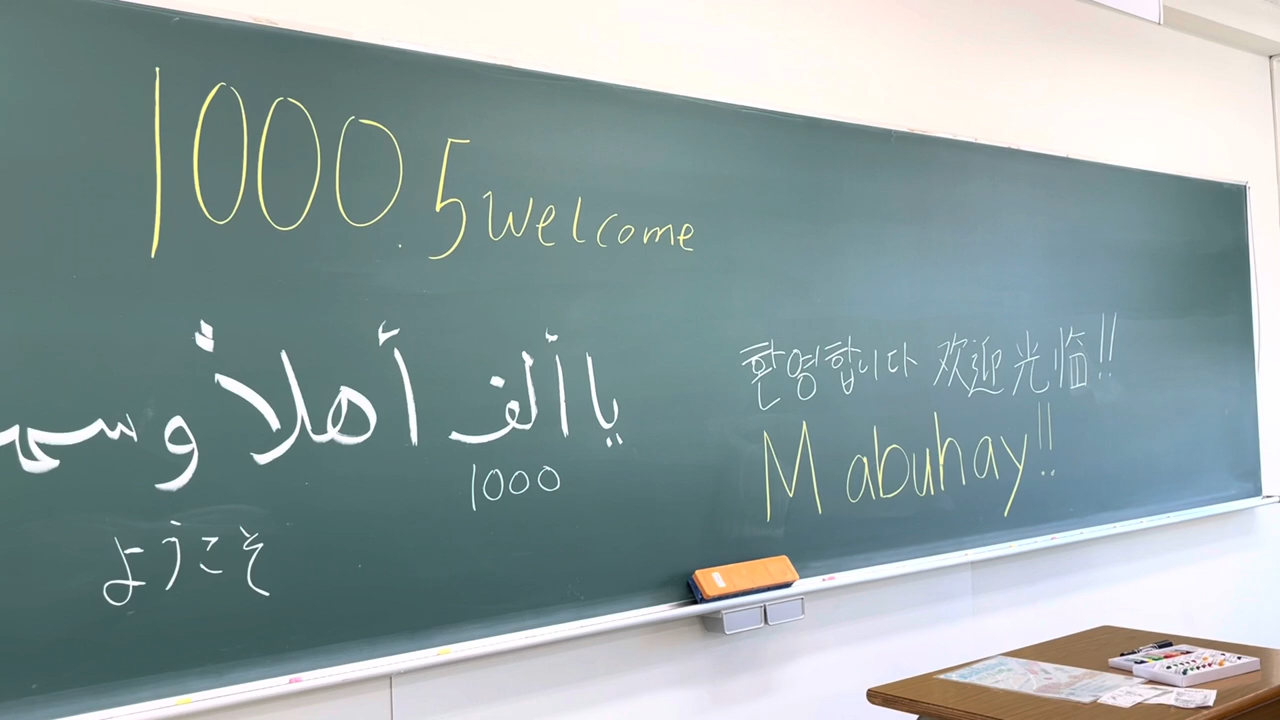 1000.5 welcome
يا ألف أهلاً وسه
1000
ようこそ
환영합니다 欢迎光临!!
Mabuhay!!